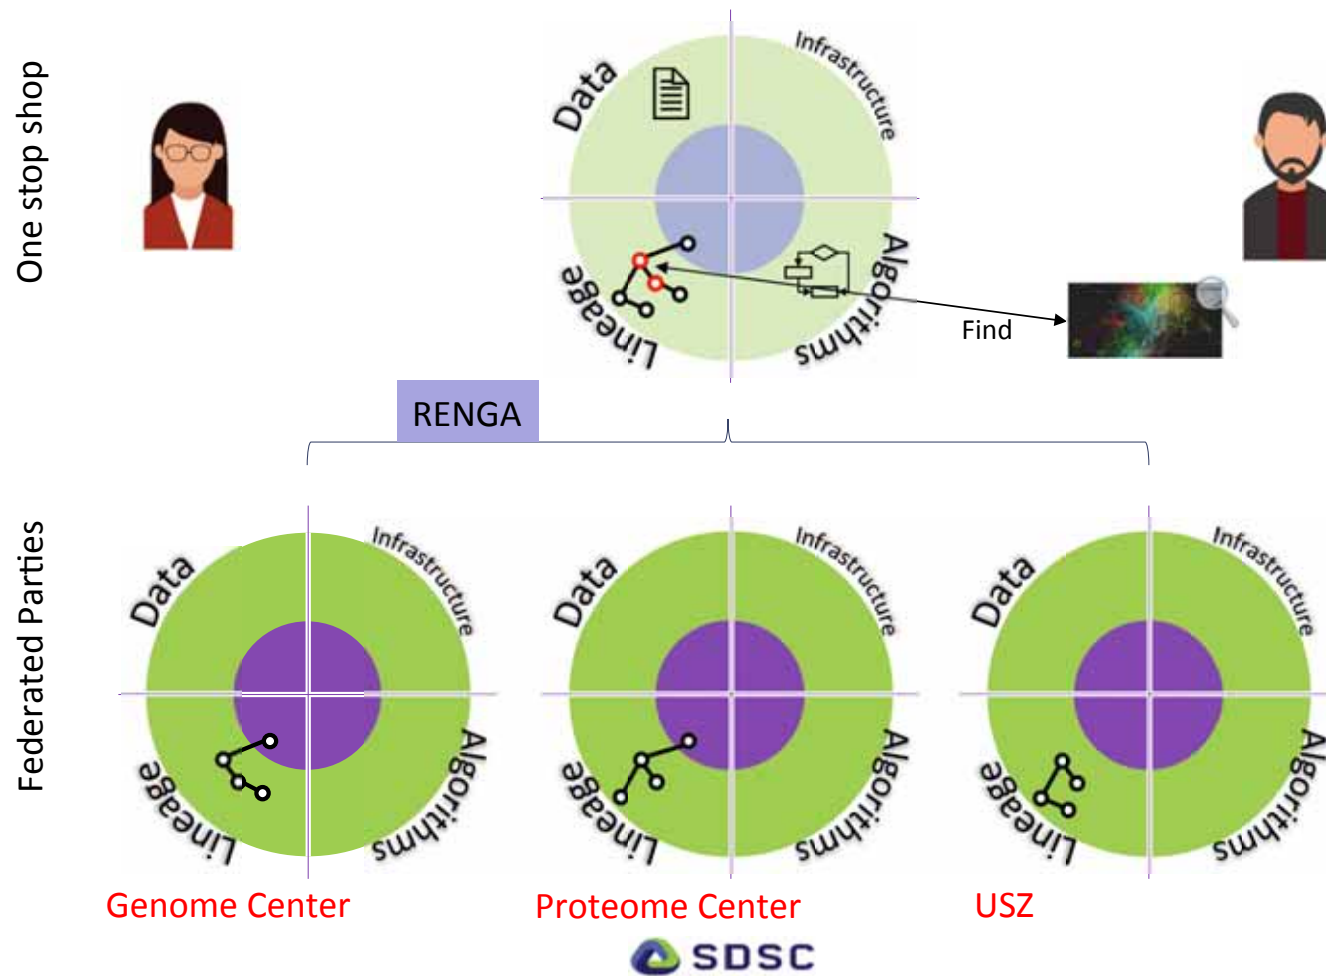 One stop shop
Data
Infrastructure
Lineage
Algorithms
Find
RENGA
Federated Parties
Data
Infrastructure
Lineage
Algorithms
Data
Infrastructure
Lineage
Algorithms
Data
Infrastructure
Lineage
Algorithms
Genome Center
Proteome Center
USZ
SDSC